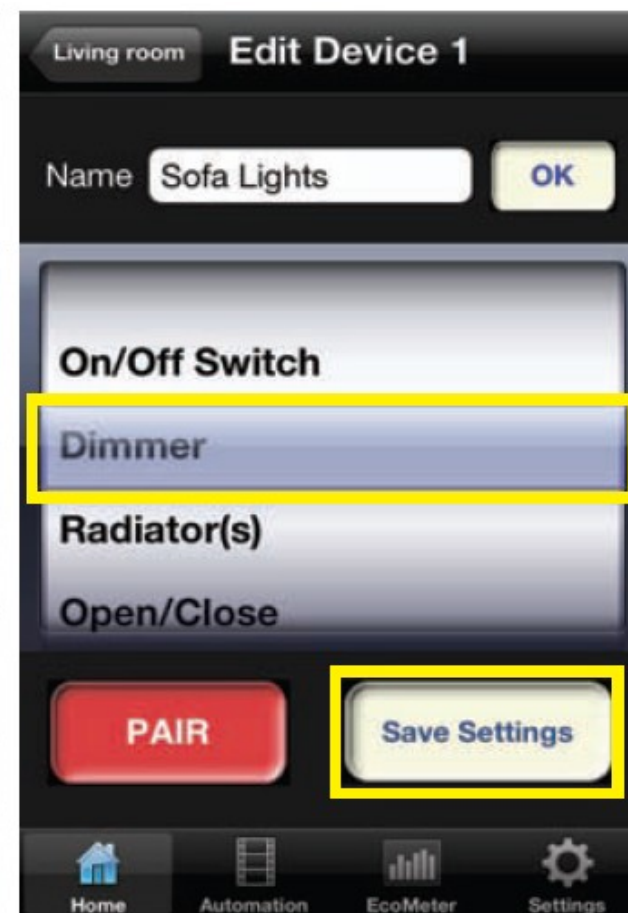 Living room Edit Device 1
Name Sofa Lights OK
On/Off Switch
Dimmer
Radiator(s)
Open/Close
PAIR Save Settings
Home Automation EcoMeter Settings